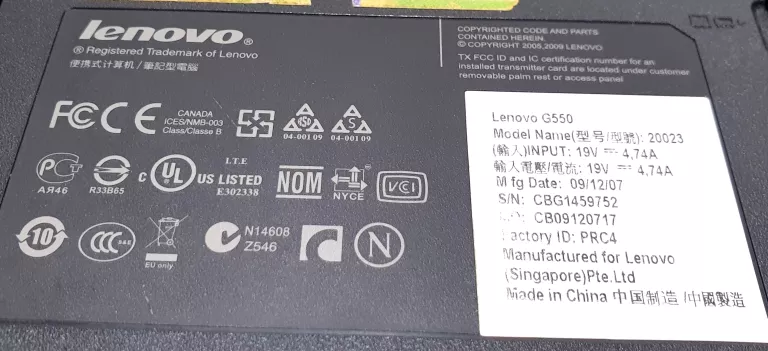 lenovo®
® Registered Trademark of Lenovo
便携式计算机 / 筆記型電腦
COPYRIGHTED CODE AND PARTS
CONTAINED HEREIN.
© COPYRIGHT 2005,2009 LENOVO
TX FCC ID and IC certification number for an
installed transmitter card are located under customer
removable palm rest or access panel
FCC CE
CANADA
ICES/NMB-003
Class/Classe B
04-001 09
04-001 09
АЯ46
R33B65
C UL US LISTED
I.T.E.
E302338
NOM
NYCE
VCI
10
CCC
EU only
N14608
Z546
N
Lenovo G550
Model Name(型号/型號): 20023
(輸入)INPUT: 19V 4,74A
輸入電壓/電流: 19V 4,74A
Mfg Date: 09/12/07
S/N: CBG1459752
CB09120717
Factory ID: PRC4
Manufactured for Lenovo
(Singapore)Pte.Ltd
Made in China 中国制造 /中國製造